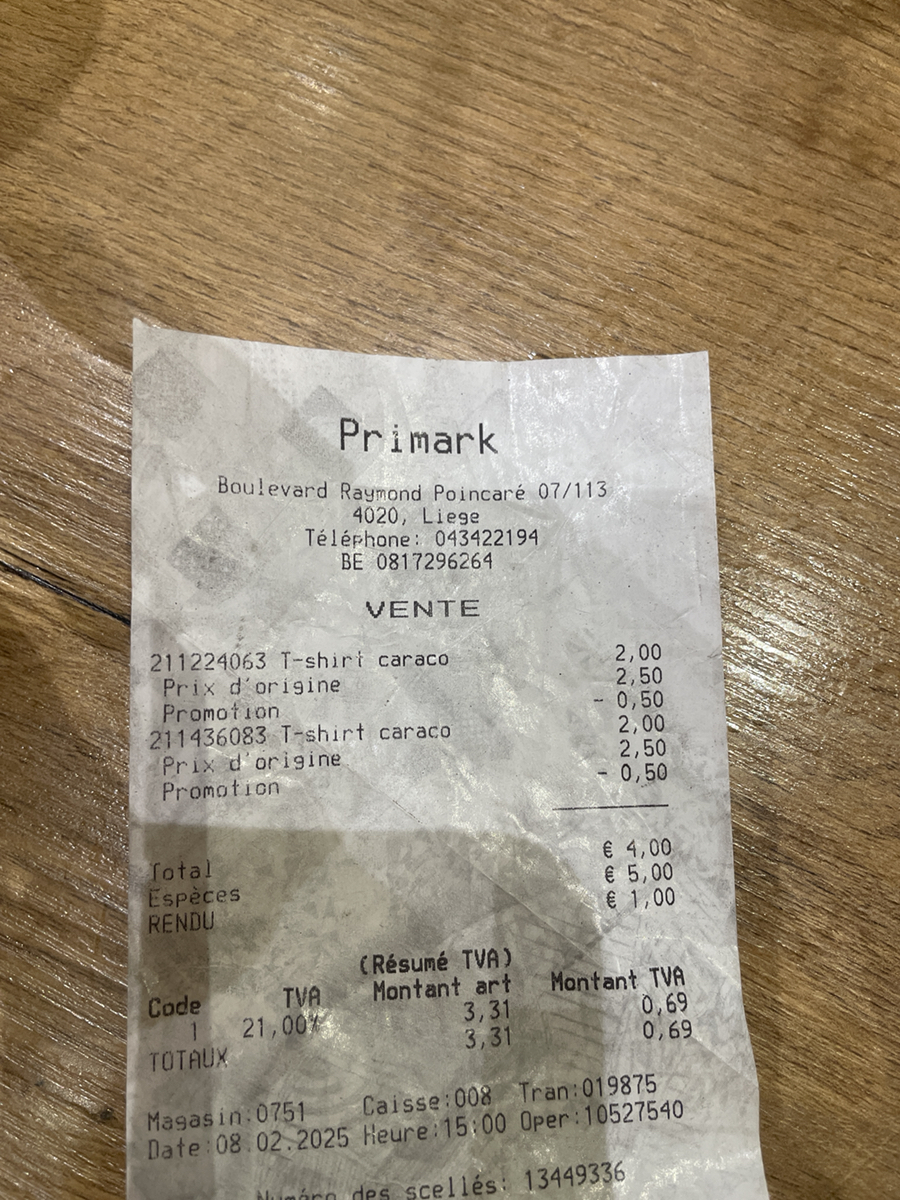 Primark
Boulevard Raymond Poincaré 07/113
4020, Liege
Téléphone: 043422194
BE 0817296264
VENTE
211224063 T-shirt caraco 2,00
Prix d'origine 2,50
Promotion - 0,50
211436083 T-shirt caraco 2,00
Prix d'origine 2,50
Promotion - 0,50
Total € 4,00
Espèces € 5,00
RENDU € 1,00
(Résumé TVA)
Code TVA Montant art Montant TVA
1 21,00% 3,31 0,69
TOTAUX 3,31 0,69
Magasin:0751 Caisse:008 Tran:019875
Date:08.02.2025 Heure:15:00 Oper:10527540
Numéro des scellés: 13449336